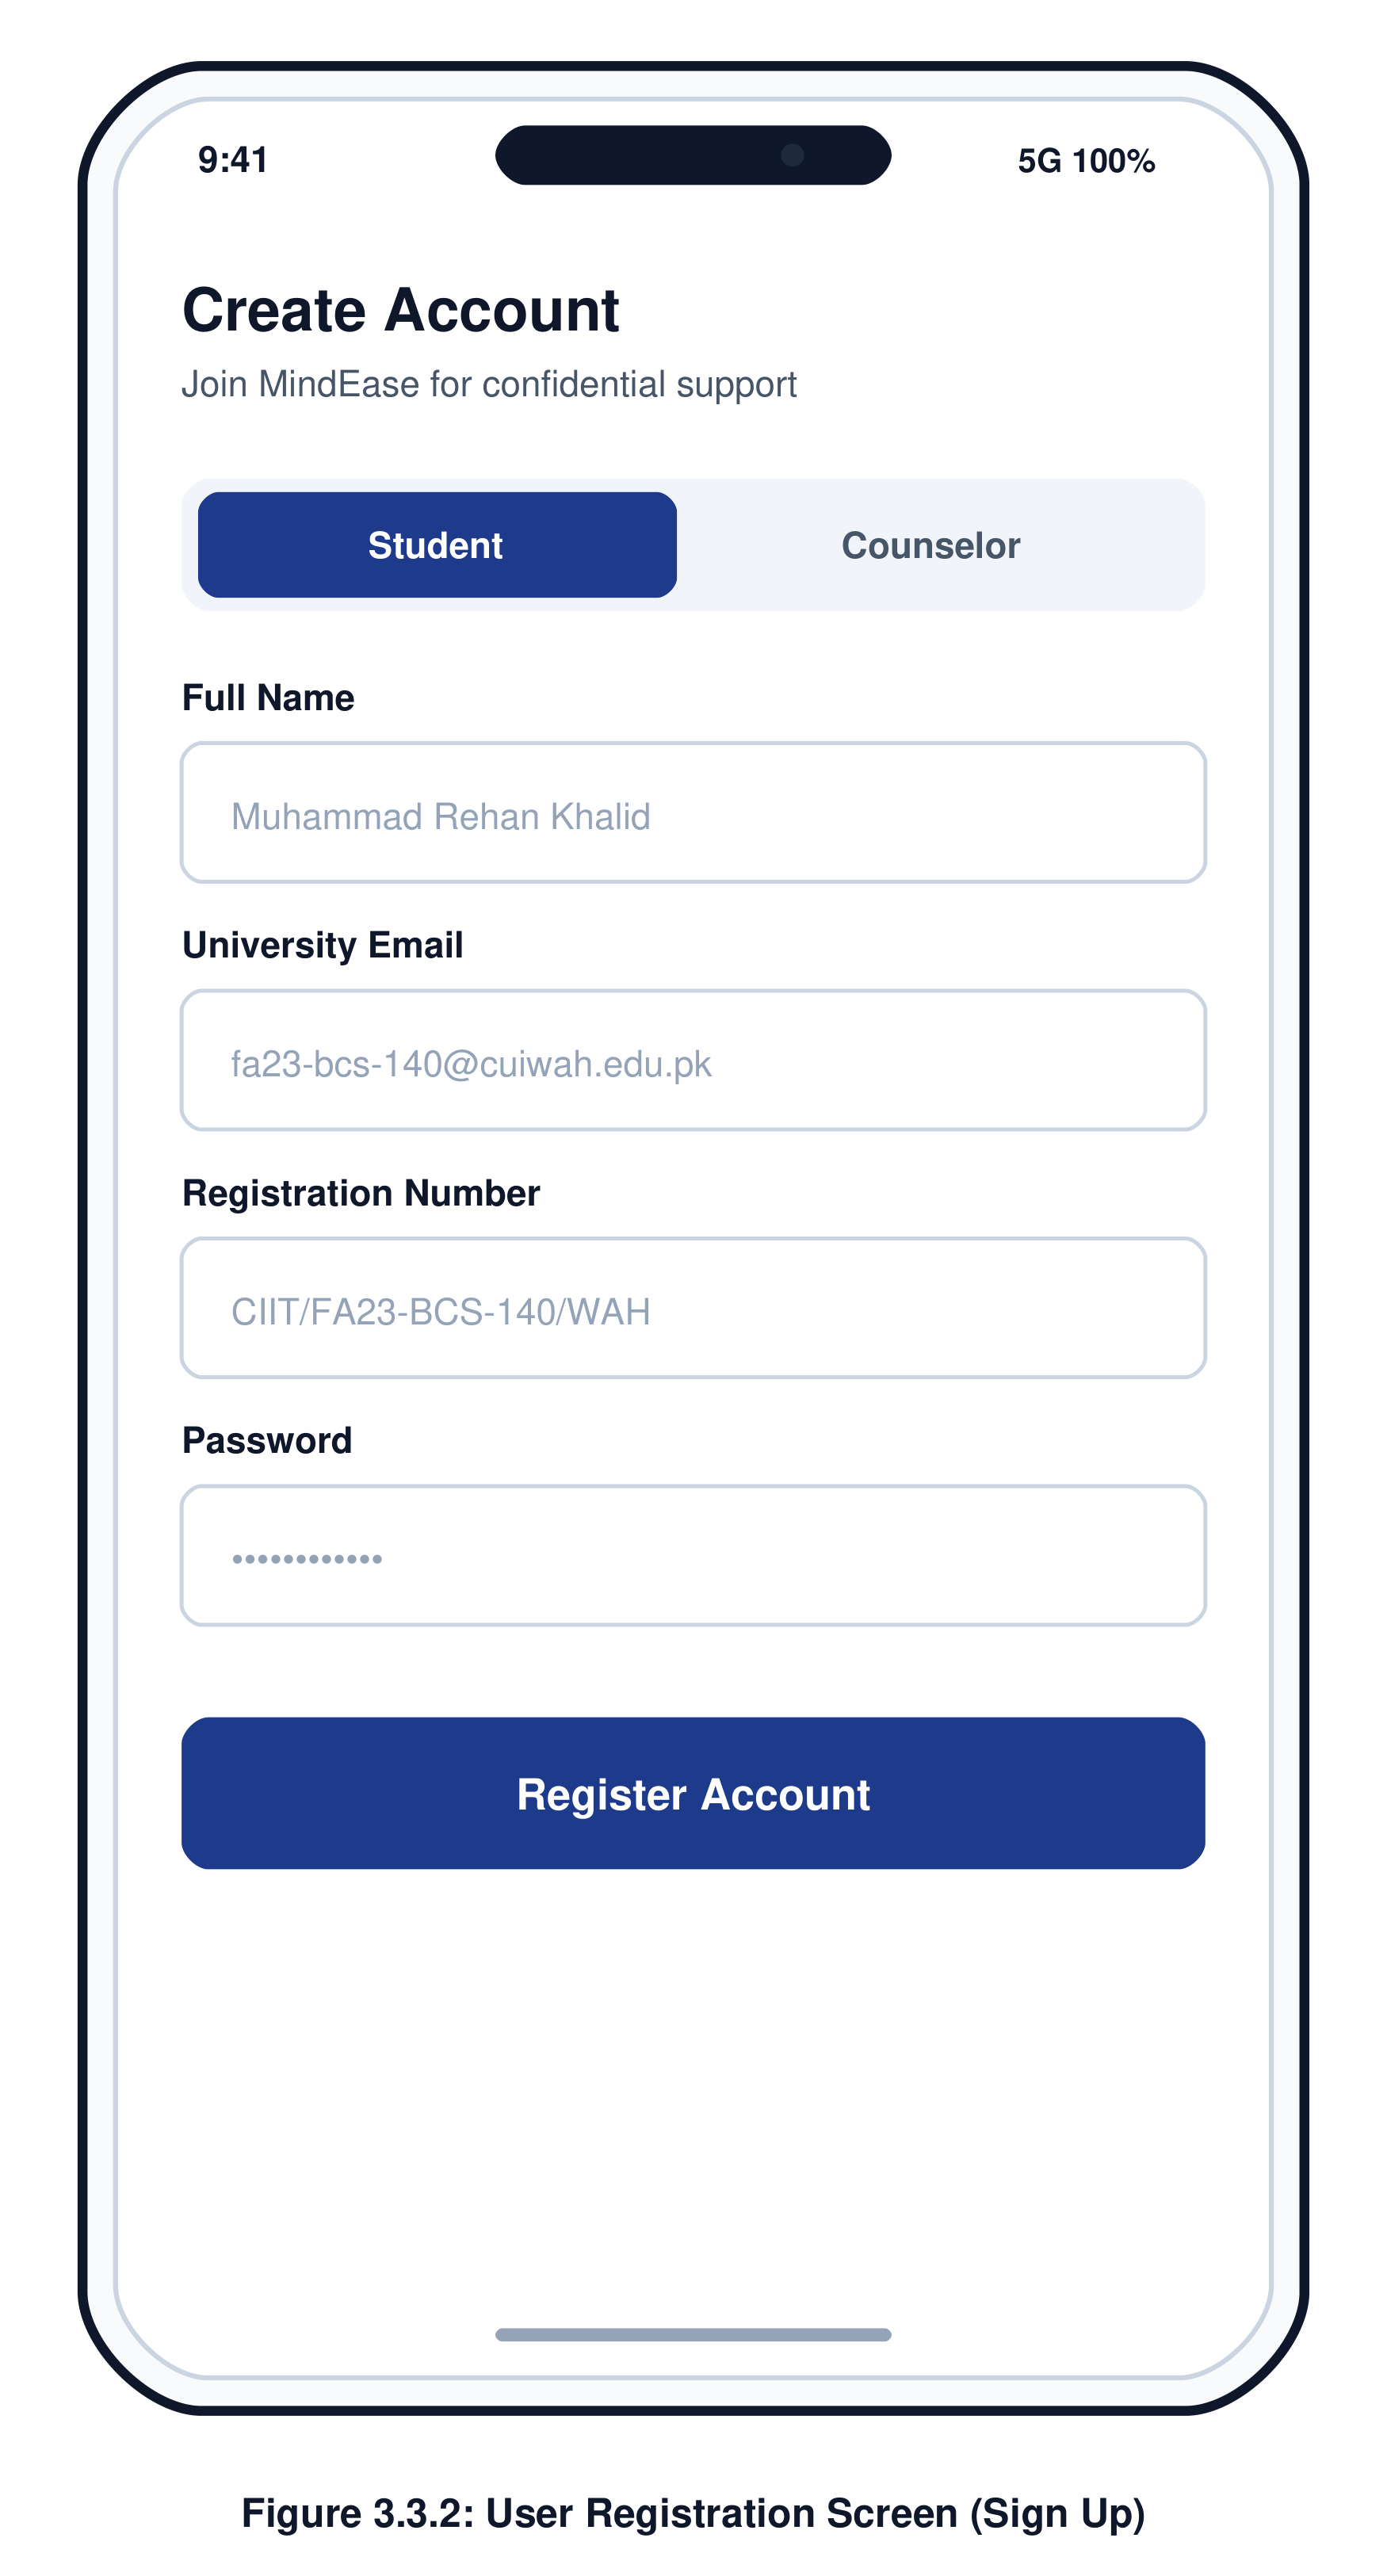 9:41
5G 100%
Create Account
Join MindEase for confidential support
Student
Counselor
Full Name
Muhammad Rehan Khalid
University Email
fa23-bcs-140@cuiwah.edu.pk
Registration Number
CIIT/FA23-BCS-140/WAH
Password
••••••••••••
Register Account
Figure 3.3.2: User Registration Screen (Sign Up)